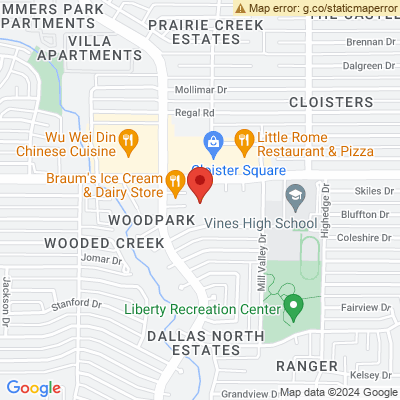 MMERS PARK
APARTMENTS
VILLA
APARTMENTS
PRAIRIE CREEK
ESTATES
Map error: g.co/staticmaperror
Brennan Dr
Dalgreen Dr
Mollimar Dr
CLOISTERS
Regal Rd
Wu Wei Din
Chinese Cuisine
Little Rome
Restaurant & Pizza
Cloister Square
Braum's Ice Cream
& Dairy Store
Skiles Dr
WOODPARK
Vines High School
Highedge Dr
Bluffton Dr
WOODED CREEK
Coleshire Dr
Jomar Dr
Mill Valley Dr
Jackson Dr
Stanford Dr
Liberty Recreation Center
Fairview Dr
DALLAS NORTH
ESTATES
RANGER
Kelsey Dr
Google
Grandview Dr
Map data ©2024 Google